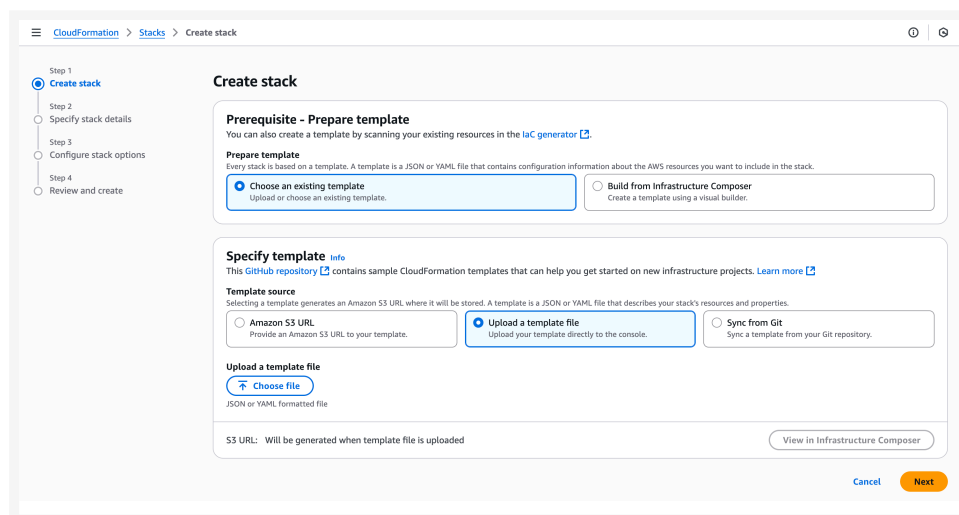 CloudFormation > Stacks > Create stack
Step 1
Create stack
Step 2
Specify stack details
Step 3
Configure stack options
Step 4
Review and create
Create stack
Prerequisite - Prepare template
You can also create a template by scanning your existing resources in the IaC generator.
Prepare template
Every stack is based on a template. A template is a JSON or YAML file that contains configuration information about the AWS resources you want to include in the stack.
Choose an existing template
Upload or choose an existing template.
Build from Infrastructure Composer
Create a template using a visual builder.
Specify template Info
This GitHub repository contains sample CloudFormation templates that can help you get started on new infrastructure projects. Learn more
Template source
Selecting a template generates an Amazon S3 URL where it will be stored. A template is a JSON or YAML file that describes your stack's resources and properties.
Amazon S3 URL
Provide an Amazon S3 URL to your template.
Upload a template file
Upload your template directly to the console.
Sync from Git
Sync a template from your Git repository.
Upload a template file
Choose file
JSON or YAML formatted file
S3 URL: Will be generated when template file is uploaded
View in Infrastructure Composer
Cancel
Next